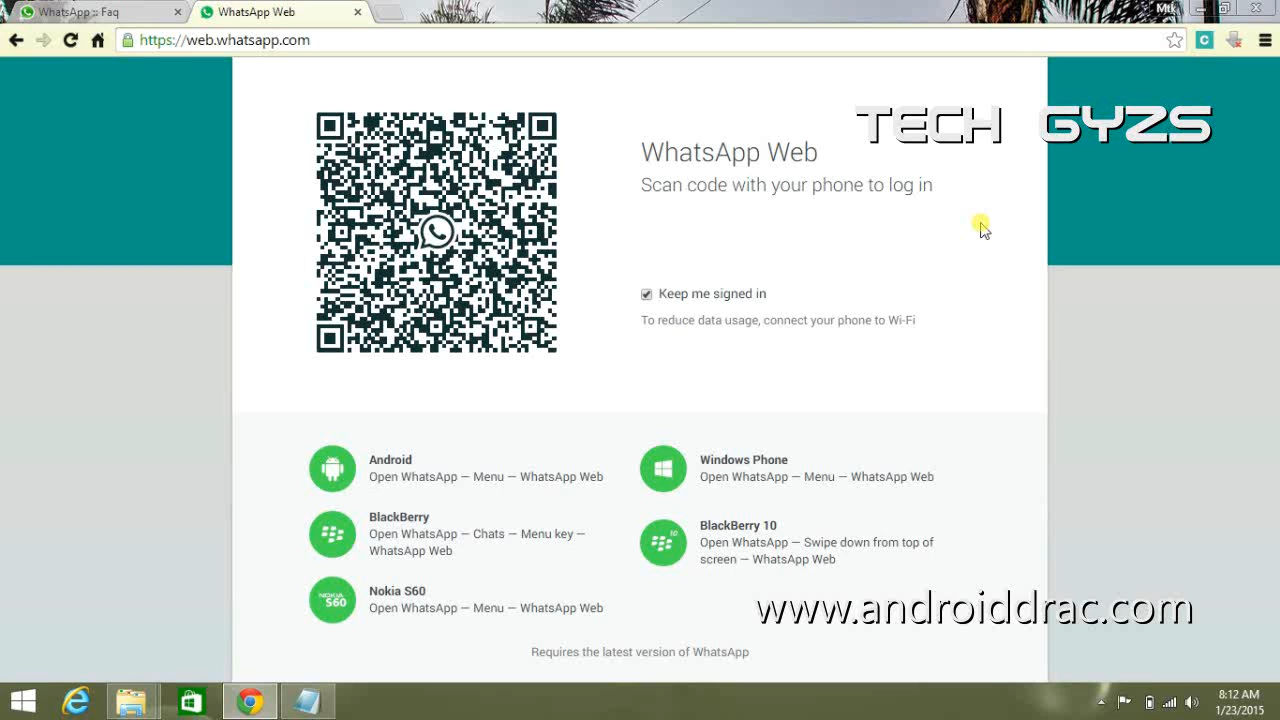 WhatsApp :: Faq
WhatsApp Web
Mtk
https://web.whatsapp.com
C
TECH GYZS
WhatsApp Web
Scan code with your phone to log in
Keep me signed in
To reduce data usage, connect your phone to Wi-Fi
Android
Open WhatsApp — Menu — WhatsApp Web
Windows Phone
Open WhatsApp — Menu — WhatsApp Web
BlackBerry
Open WhatsApp — Chats — Menu key —
WhatsApp Web
10
BlackBerry 10
Open WhatsApp — Swipe down from top of
screen — WhatsApp Web
NOKIA
S60
Nokia S60
Open WhatsApp — Menu — WhatsApp Web
www.androiddrac.com
Requires the latest version of WhatsApp
8:12 AM
1/23/2015